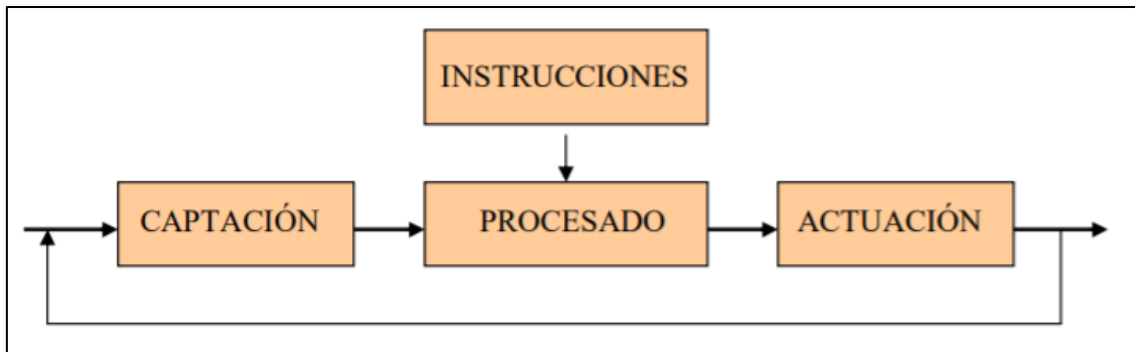 INSTRUCCIONES
CAPTACIÓN
PROCESADO
ACTUACIÓN